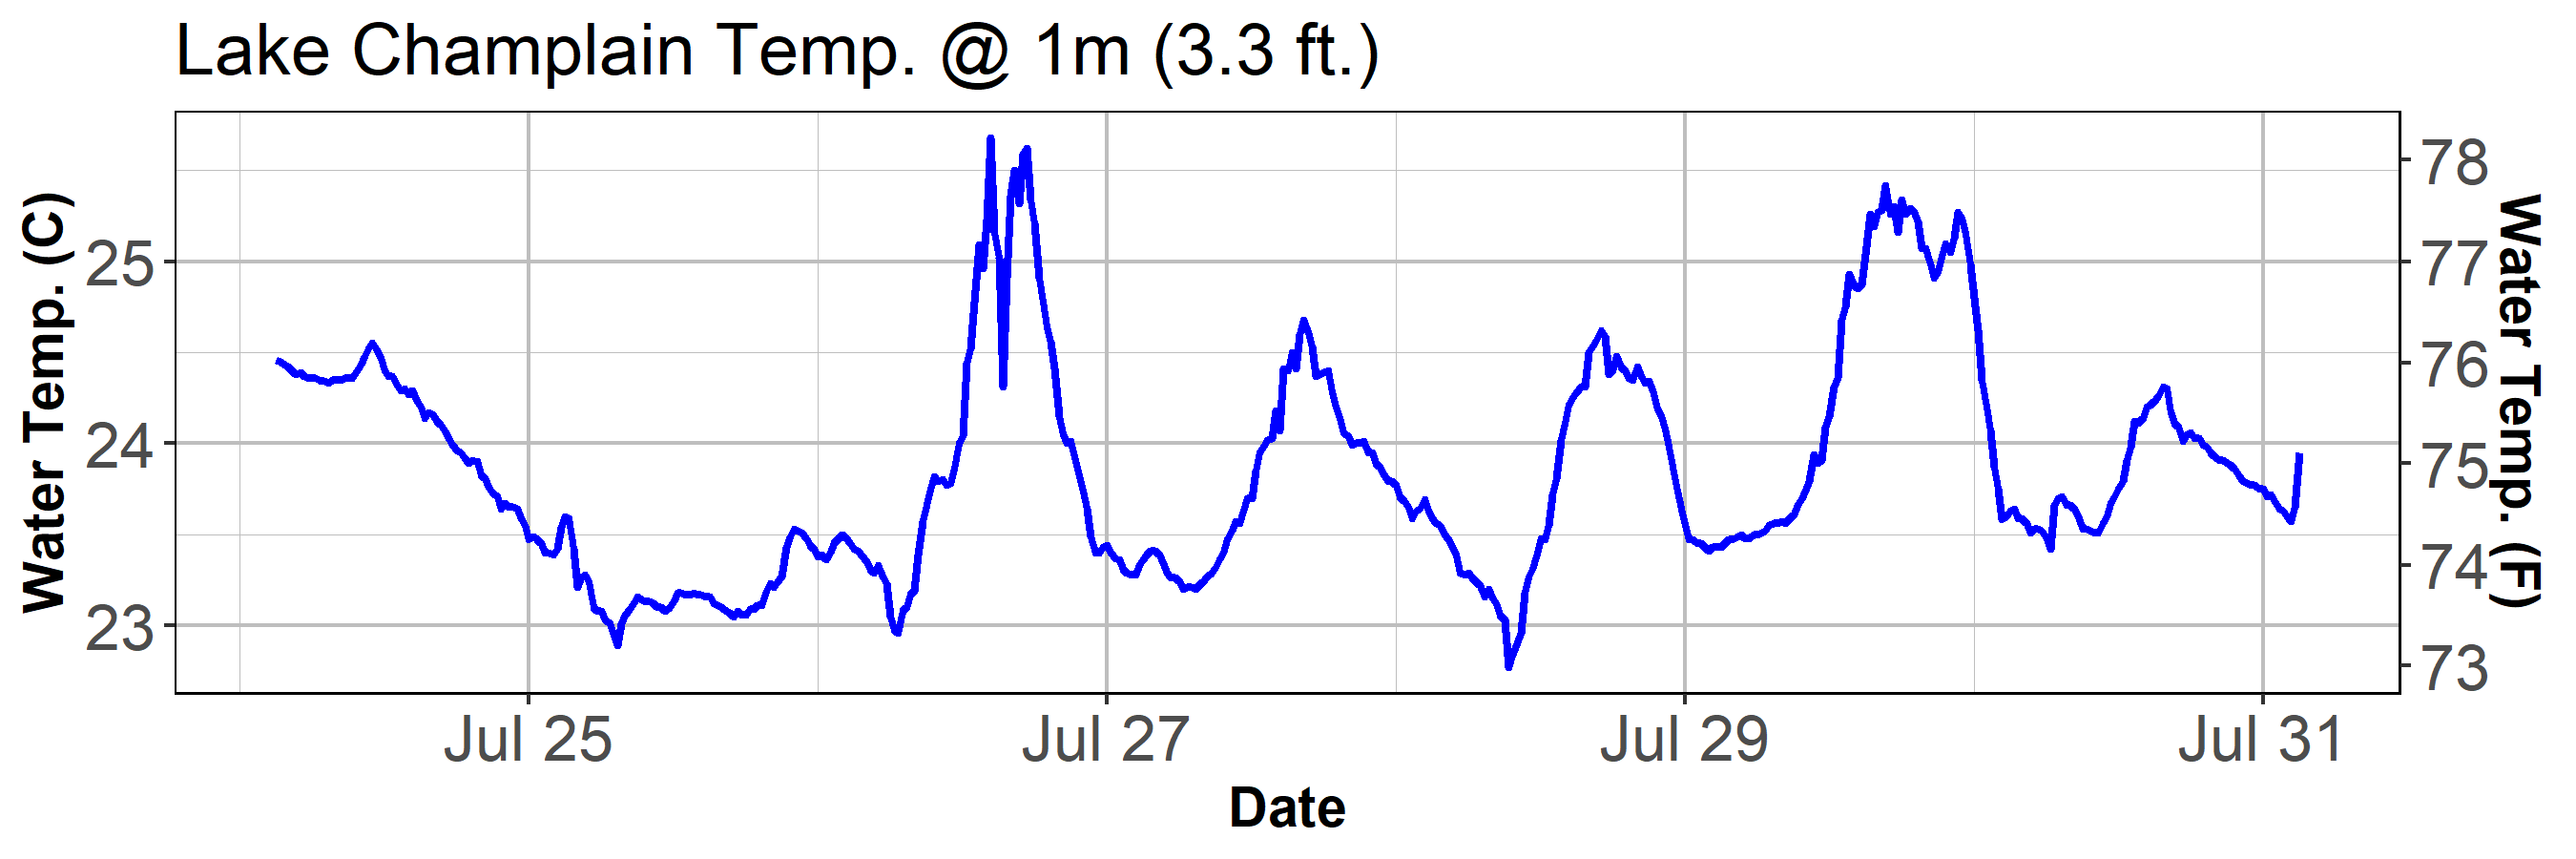 Lake Champlain Temp. @ 1m (3.3 ft.)
Water Temp. (C)
25
24
23
78
77
76
75
74
73
Water Temp. (F)
Jul 25
Jul 27
Jul 29
Jul 31
Date